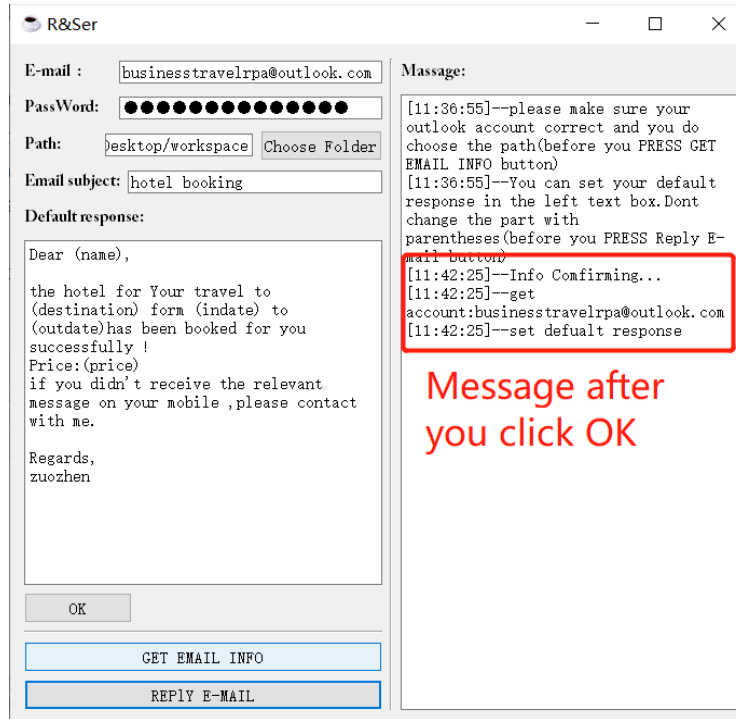 R&Ser
E-mail :
businesstravelrpa@outlook.com
PassWord:
●●●●●●●●●●●●●●
Path:
Desktop/workspace
Choose Folder
Email subject:
hotel booking
Default response:
Dear (name),
the hotel for Your travel to
(destination) form (indate) to
(outdate)has been booked for you
successfully !
Price:(price)
if you didn't receive the relevant
message on your mobile ,please contact
with me.
Regards,
zuozhen
OK
GET EMAIL INFO
REPlY E-MAIL
Massage:
[11:36:55]--please make sure your
outlook account correct and you do
choose the path(before you PRESS GET
EMAIL INFO button)
[11:36:55]--You can set your default
response in the left text box.Dont
change the part with
parentheses(before you PRESS Reply E-
mail button)
[11:42:25]--Info Comfirming...
[11:42:25]--get
account:businesstravelrpa@outlook.com
[11:42:25]--set defualt response
Message after
you click OK